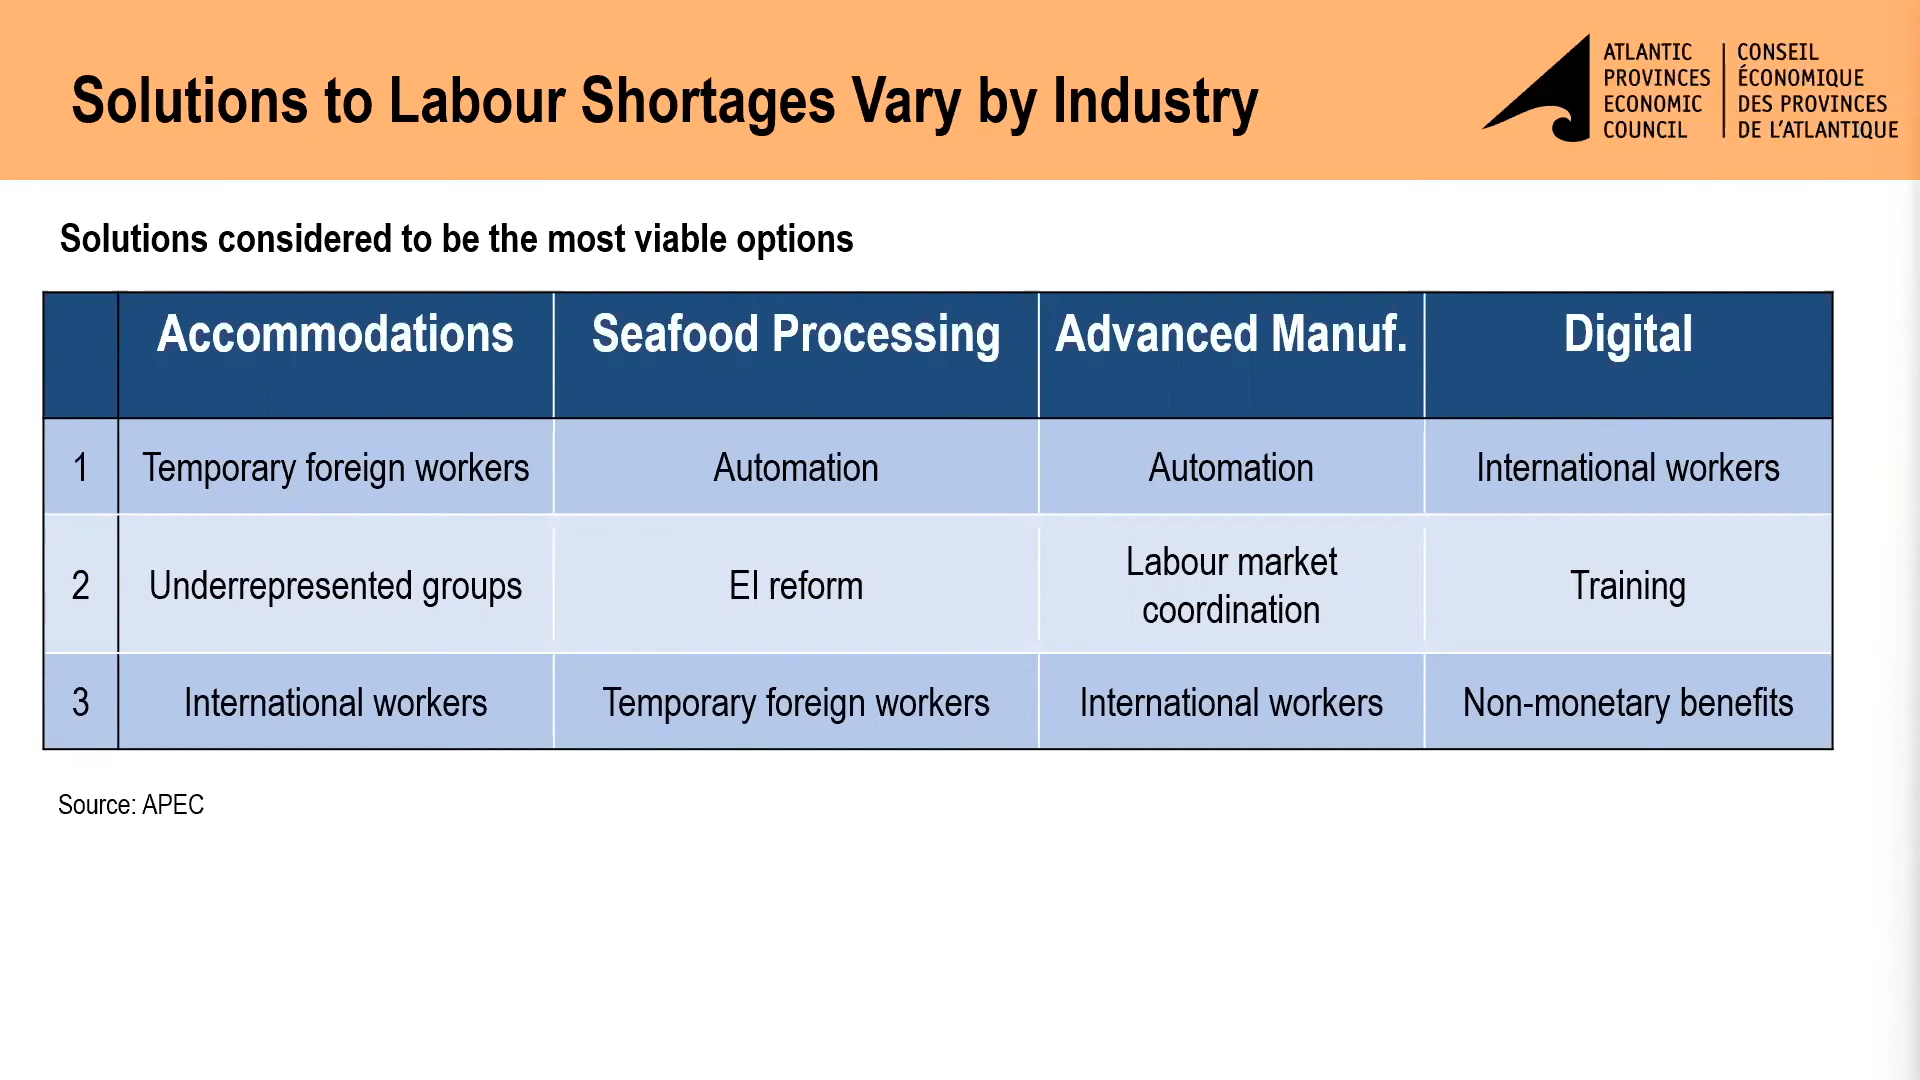 Solutions to Labour Shortages Vary by Industry
ATLANTIC
PROVINCES
ECONOMIC
COUNCIL
CONSEIL
ÉCONOMIQUE
DES PROVINCES
DE L'ATLANTIQUE
Solutions considered to be the most viable options
Accommodations Seafood Processing Advanced Manuf. Digital
1 Temporary foreign workers Automation Automation International workers
2 Underrepresented groups EI reform Labour market coordination Training
3 International workers Temporary foreign workers International workers Non-monetary benefits
Source: APEC